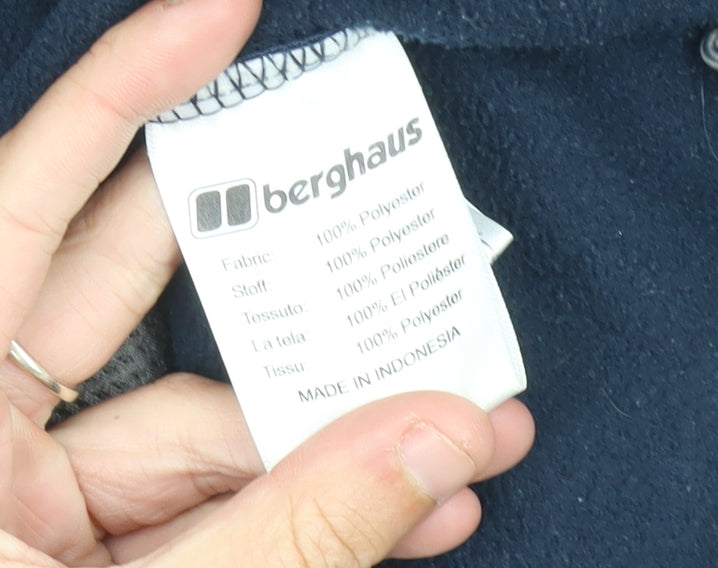 berghaus
Fabric: 100% Polyester
Stoff: 100% Polyester
Tessuto: 100% Poliestere
La tela: 100% El Poliéster
Tissu: 100% Polyester
MADE IN INDONESIA